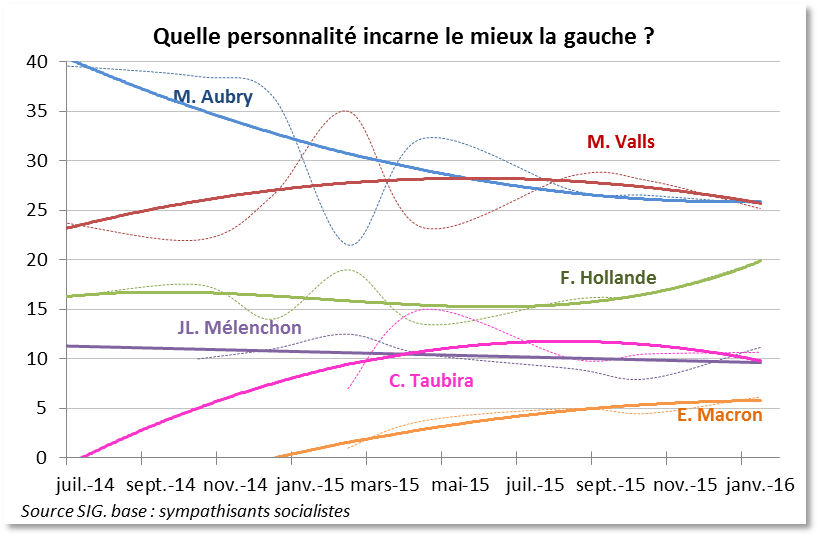 Quelle personnalité incarne le mieux la gauche ?
40
M. Aubry
35
M. Valls
30
25
20
F. Hollande
15
JL. Mélenchon
10
C. Taubira
5
E. Macron
0
juil.-14 sept.-14 nov.-14 janv.-15 mars-15 mai-15 juil.-15 sept.-15 nov.-15 janv.-16
Source SIG. base : sympathisants socialistes